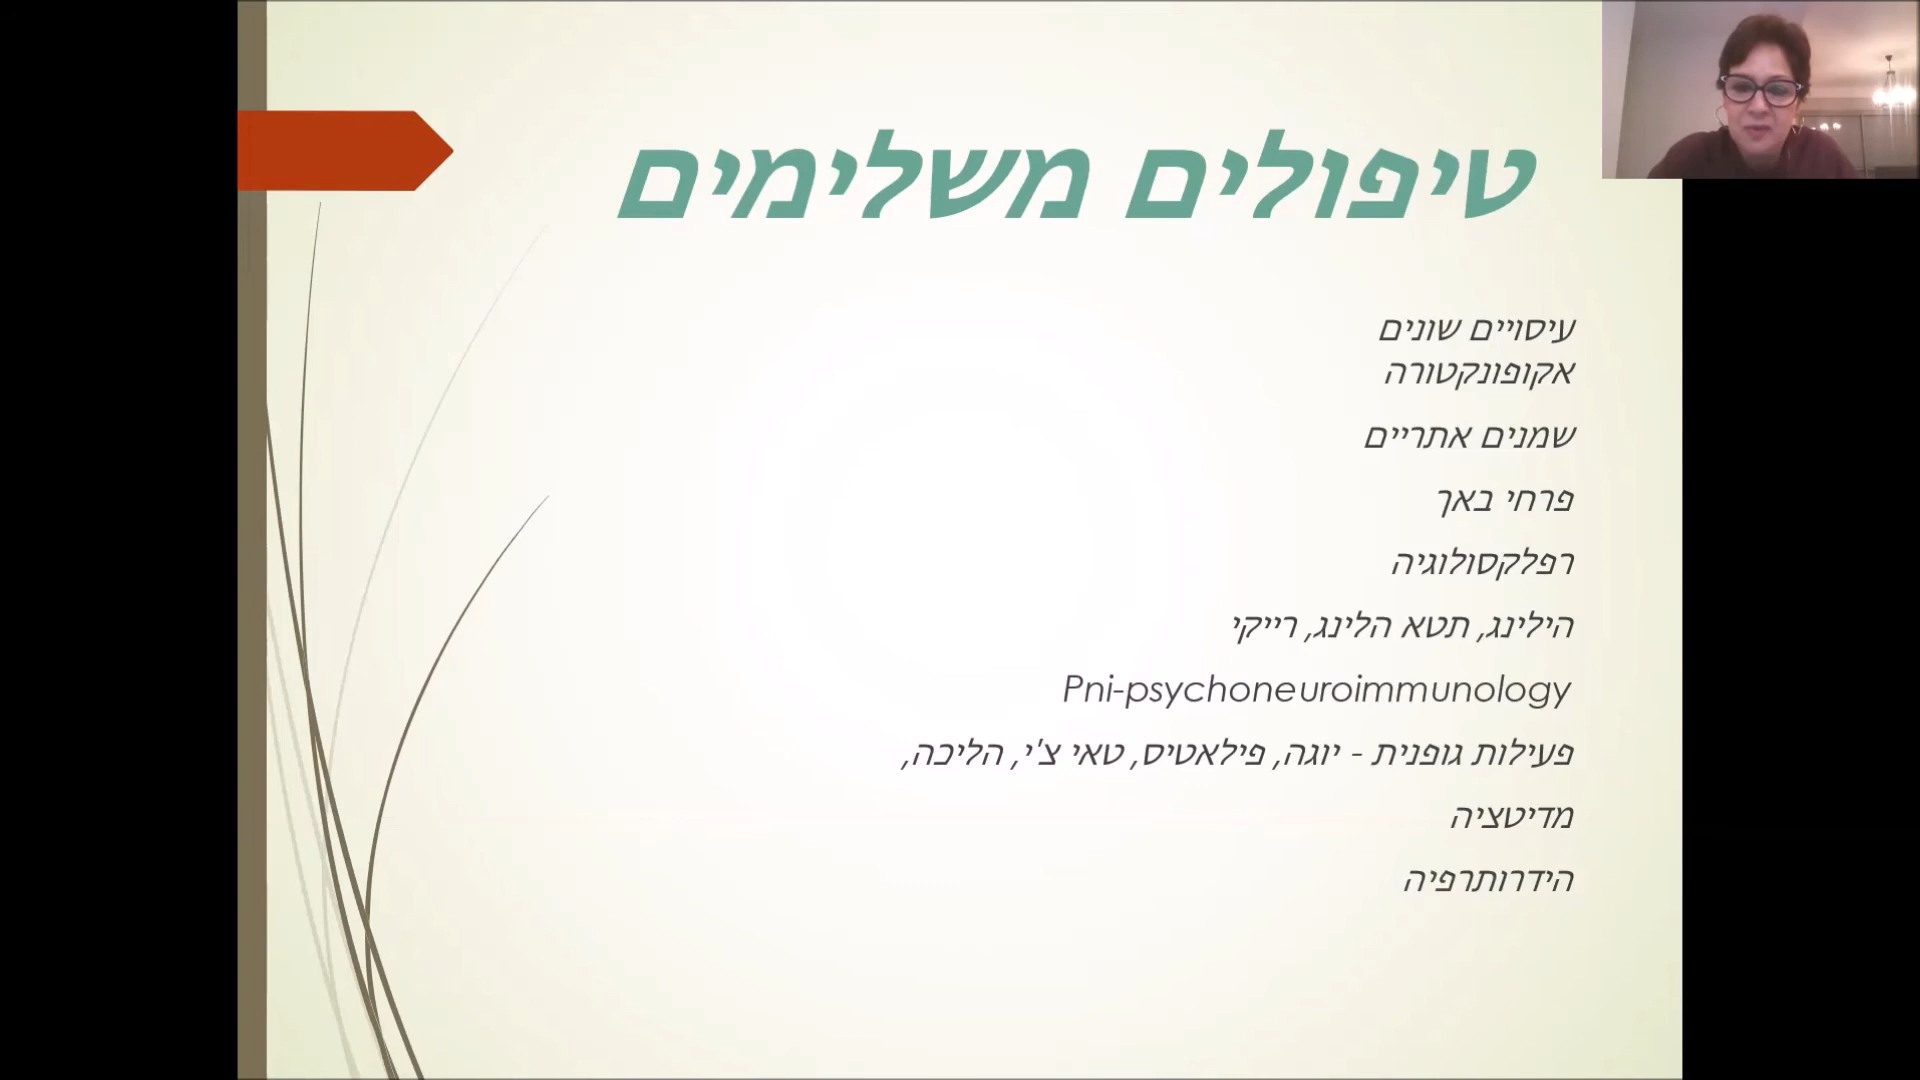 טיפולים משלימים
עיסויים שונים
אקופונקטורה
שמנים אתריים
פרחי באך
רפלקסולוגיה
הילינג, תטא הלינג, רייקי
Pni-psychoneuroimmunology
פעילות גופנית - יוגה, פילאטיס, טאי צ'י, הליכה,
מדיטציה
הידרותרפיה